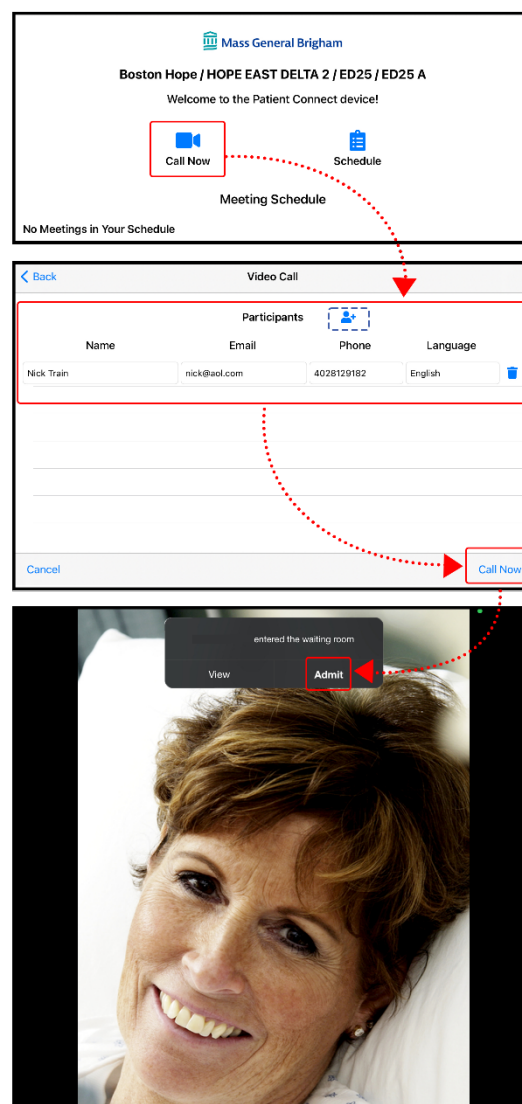 Mass General Brigham
Boston Hope / HOPE EAST DELTA 2 / ED25 / ED25 A
Welcome to the Patient Connect device!
Call Now Schedule
Meeting Schedule
No Meetings in Your Schedule
Back Video Call
Participants
Name Email Phone Language
Nick Train nick@aol.com 4028129182 English
Cancel Call Now
entered the waiting room
View Admit